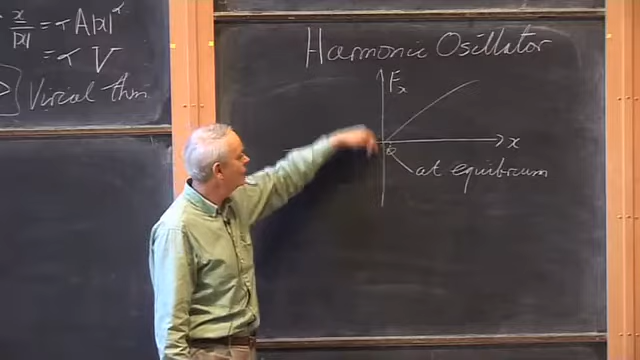 x/|x| = α A|x|^α
= α V
Virial Thm
Harmonic Oscillator
Fx
x
at equilibrium